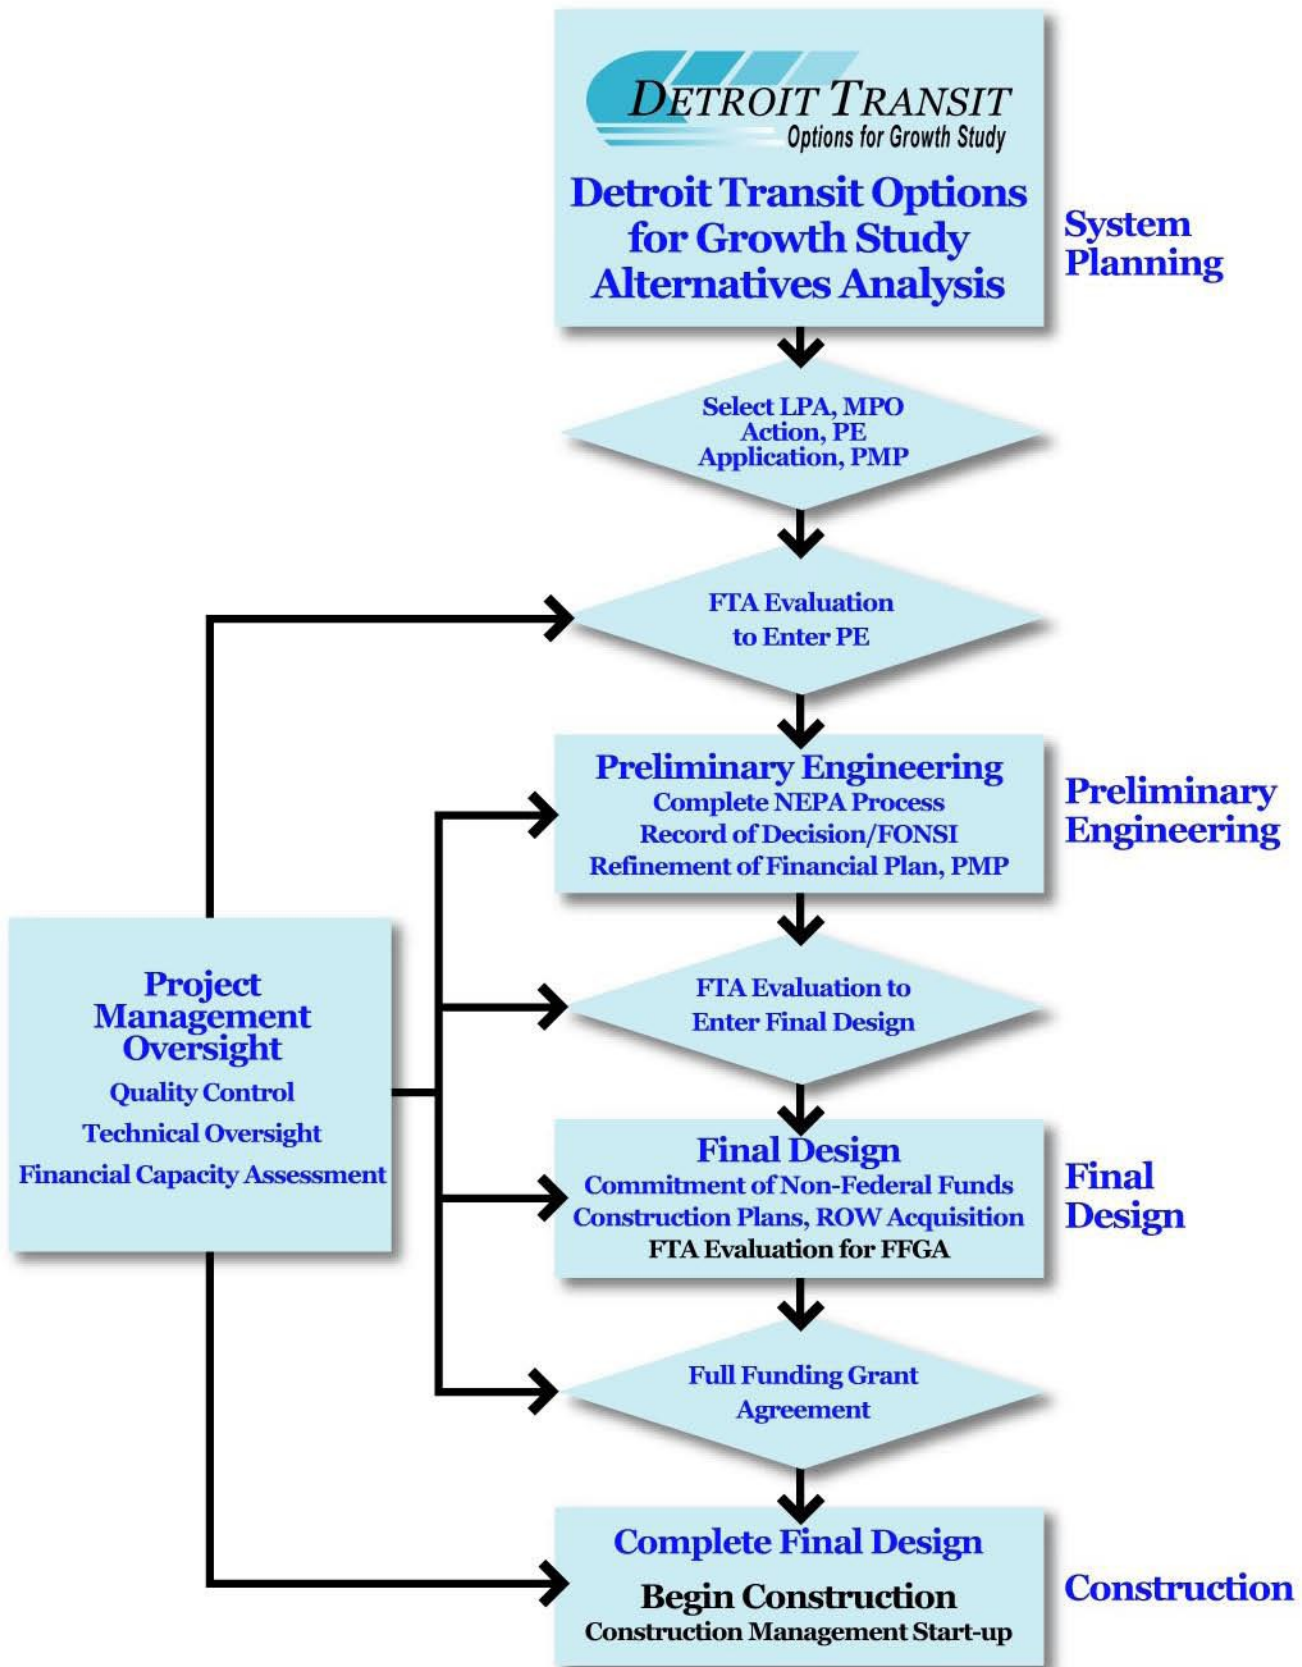 DETROIT TRANSIT
Options for Growth Study
Detroit Transit Options
for Growth Study
Alternatives Analysis
System
Planning
Select LPA, MPO
Action, PE
Application, PMP
FTA Evaluation
to Enter PE
Preliminary Engineering
Complete NEPA Process
Record of Decision/FONSI
Refinement of Financial Plan, PMP
Preliminary
Engineering
Project
Management
Oversight
Quality Control
Technical Oversight
Financial Capacity Assessment
FTA Evaluation to
Enter Final Design
Final Design
Commitment of Non-Federal Funds
Construction Plans, ROW Acquisition
FTA Evaluation for FFGA
Final
Design
Full Funding Grant
Agreement
Complete Final Design
Begin Construction
Construction Management Start-up
Construction